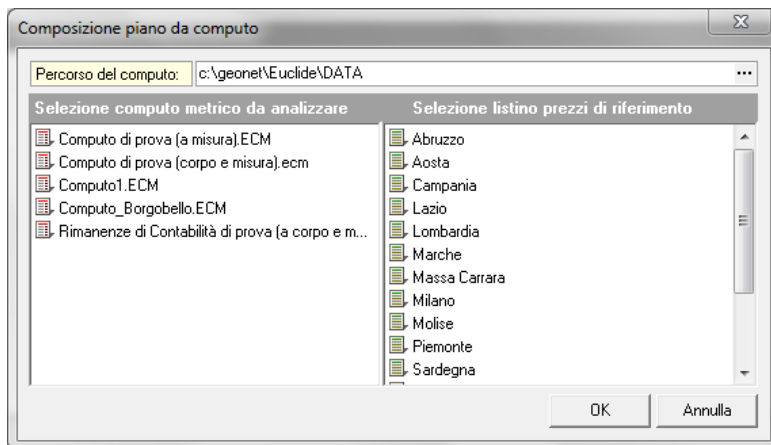 Composizione piano da computo
Percorso del computo: c:\geonet\Euclide\DATA ...
Selezione computo metrico da analizzare
Computo di prova (a misura).ECM
Computo di prova (corpo e misura).ecm
Computo1.ECM
Computo_Borgobello.ECM
Rimanenze di Contabilità di prova (a corpo e m...
Selezione listino prezzi di riferimento
Abruzzo
Aosta
Campania
Lazio
Lombardia
Marche
Massa Carrara
Milano
Molise
Piemonte
Sardegna
OK
Annulla